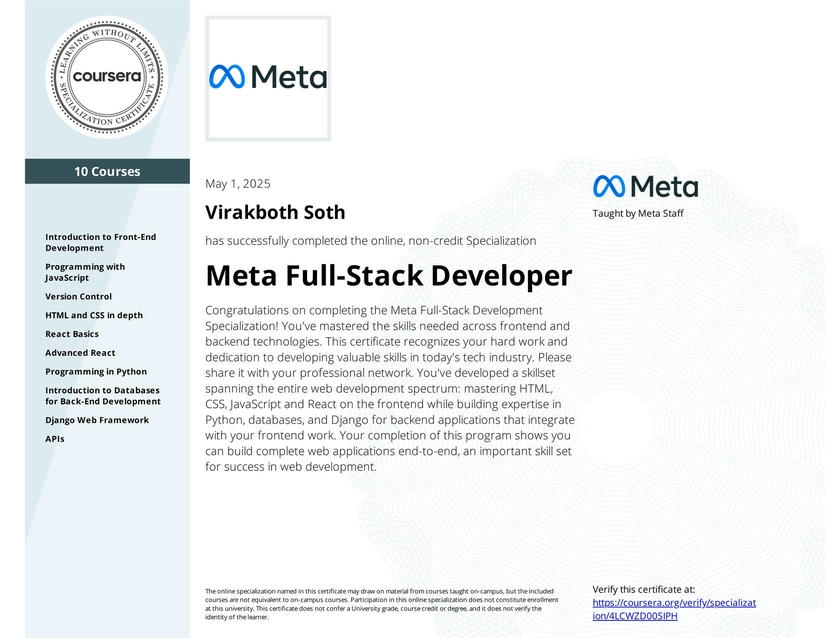 LEARNING WITHOUT LIMITS
coursera
SPECIALIZATION CERTIFICATE
10 Courses
Introduction to Front-End
Development
Programming with
JavaScript
Version Control
HTML and CSS in depth
React Basics
Advanced React
Programming in Python
Introduction to Databases
for Back-End Development
Django Web Framework
APIs
Meta
May 1, 2025
Virakboth Soth
has successfully completed the online, non-credit Specialization
Meta Full-Stack Developer
Congratulations on completing the Meta Full-Stack Development
Specialization! You've mastered the skills needed across frontend and
backend technologies. This certificate recognizes your hard work and
dedication to developing valuable skills in today's tech industry. Please
share it with your professional network. You've developed a skillset
spanning the entire web development spectrum: mastering HTML,
CSS, JavaScript and React on the frontend while building expertise in
Python, databases, and Django for backend applications that integrate
with your frontend work. Your completion of this program shows you
can build complete web applications end-to-end, an important skill set
for success in web development.
Meta
Taught by Meta Staff
The online specialization named in this certificate may draw on material from courses taught on-campus, but the included
courses are not equivalent to on-campus courses. Participation in this online specialization does not constitute enrollment
at this university. This certificate does not confer a University grade, course credit or degree, and it does not verify the
identity of the learner.
Verify this certificate at:
https://coursera.org/verify/specializat
ion/4LCWZD00SIPH